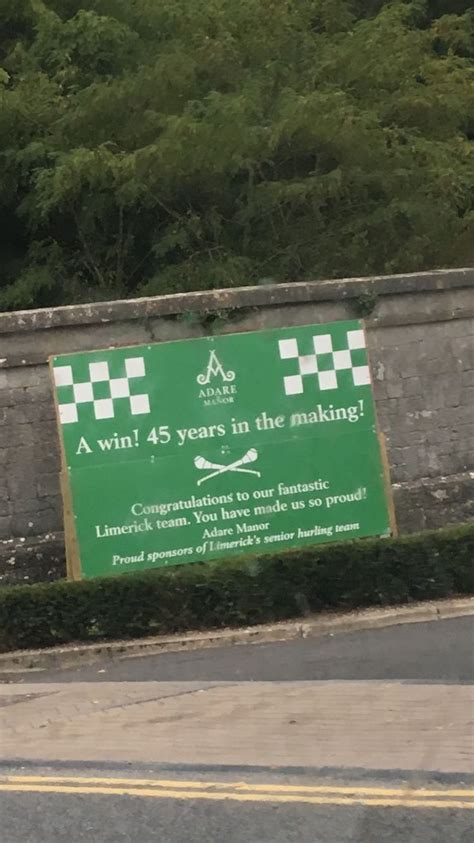 ADARE
MANOR
A win! 45 years in the making!
Congratulations to our fantastic
Limerick team. You have made us so proud!
Adare Manor
Proud sponsors of Limerick's senior hurling team